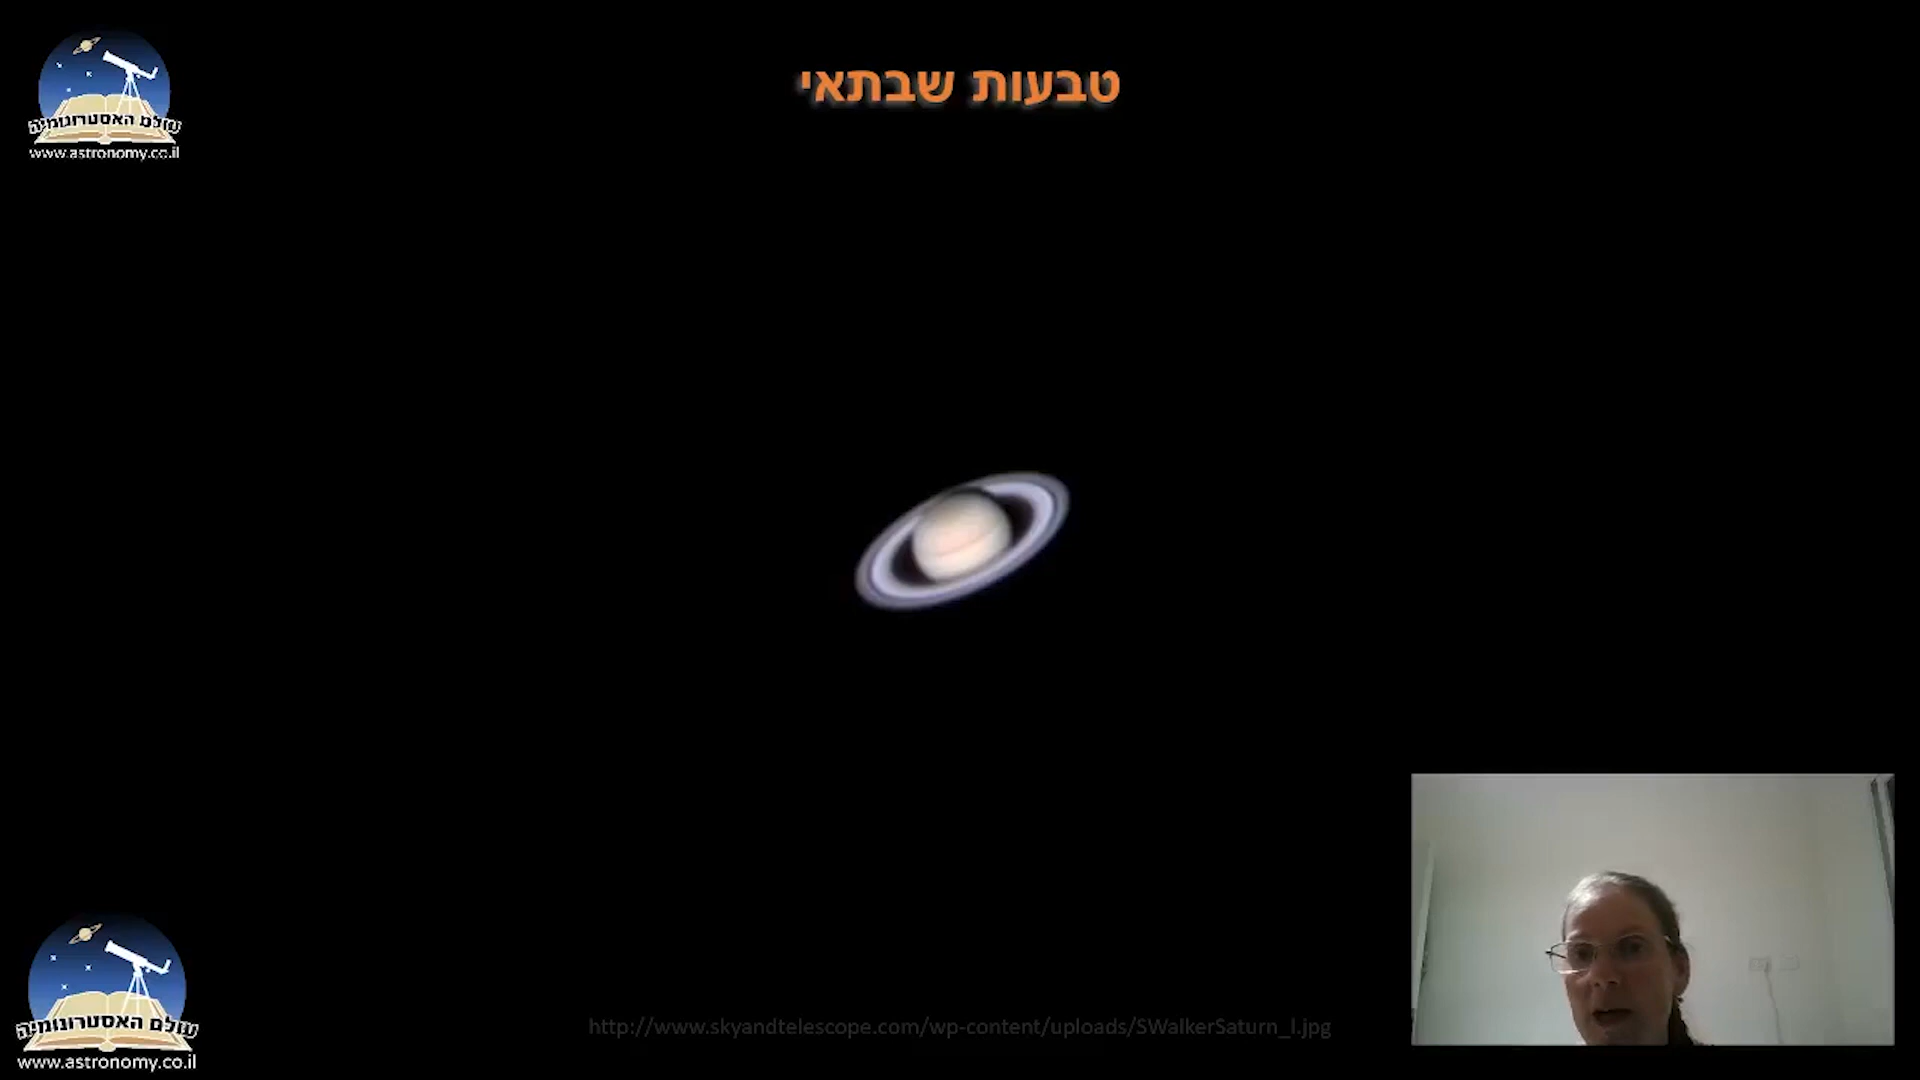 טבעות שבתאי
עולם האסטרונומיה
www.astronomy.co.il
עולם האסטרונומיה
www.astronomy.co.il
http://www.skyandtelescope.com/wp-content/uploads/SWalkerSaturn_l.jpg